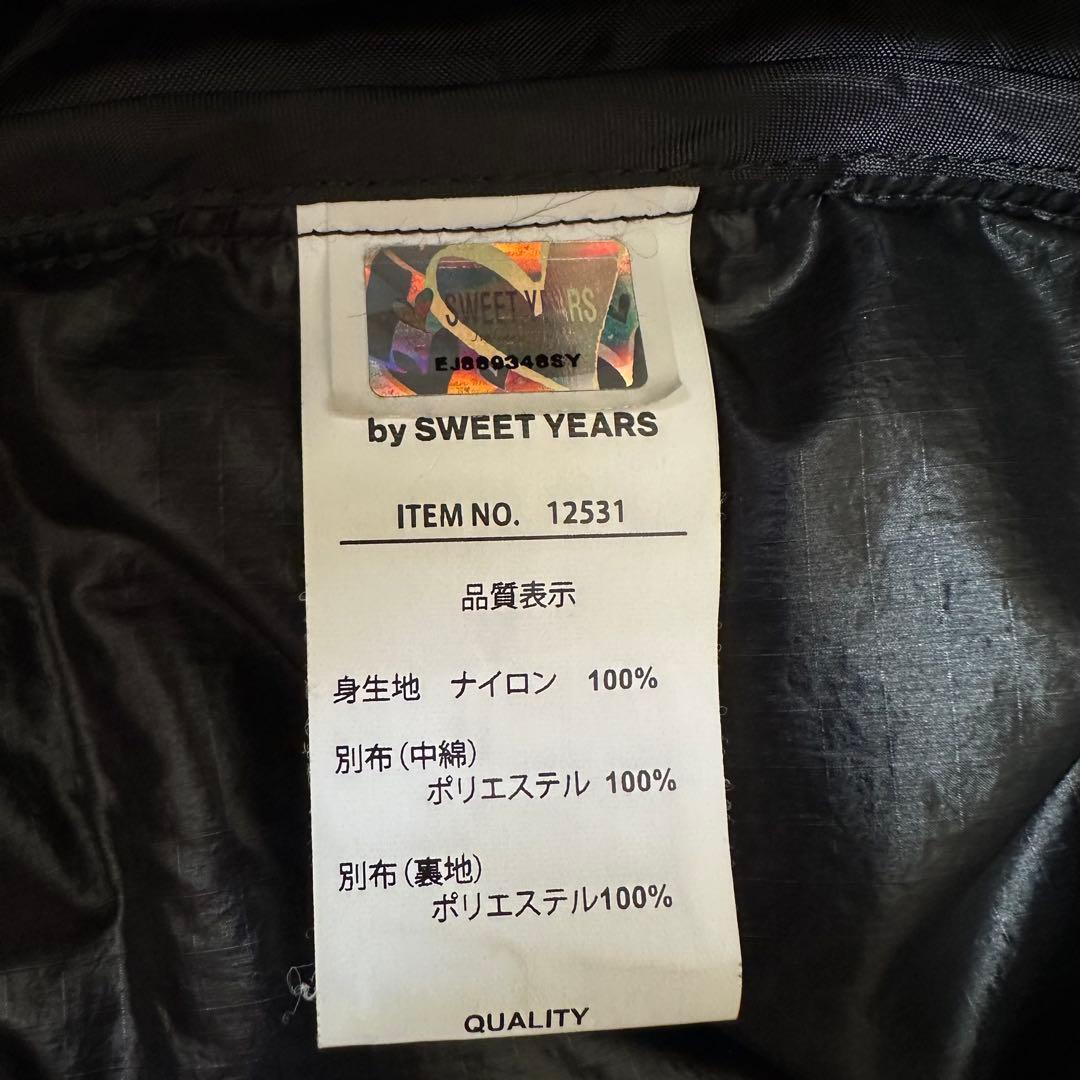 SWEET YEARS
EJ889348SY
by SWEET YEARS
ITEM NO. 12531
品質表示
身生地 ナイロン 100%
別布(中綿)
ポリエステル 100%
別布(裏地)
ポリエステル100%
QUALITY